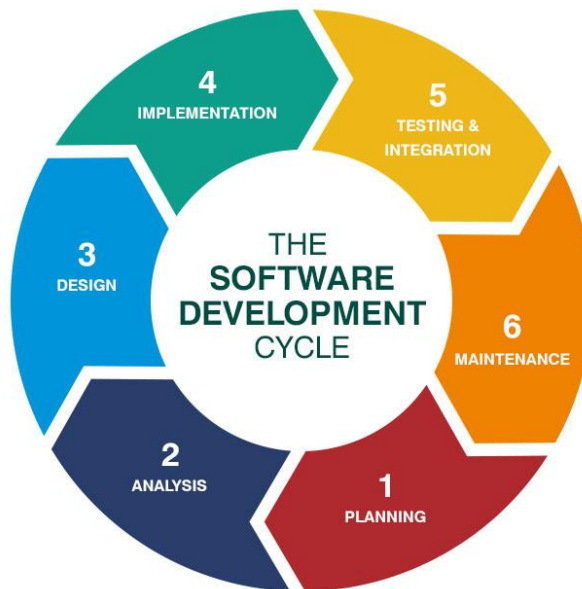 THE
SOFTWARE
DEVELOPMENT
CYCLE
1
PLANNING
2
ANALYSIS
3
DESIGN
4
IMPLEMENTATION
5
TESTING &
INTEGRATION
6
MAINTENANCE